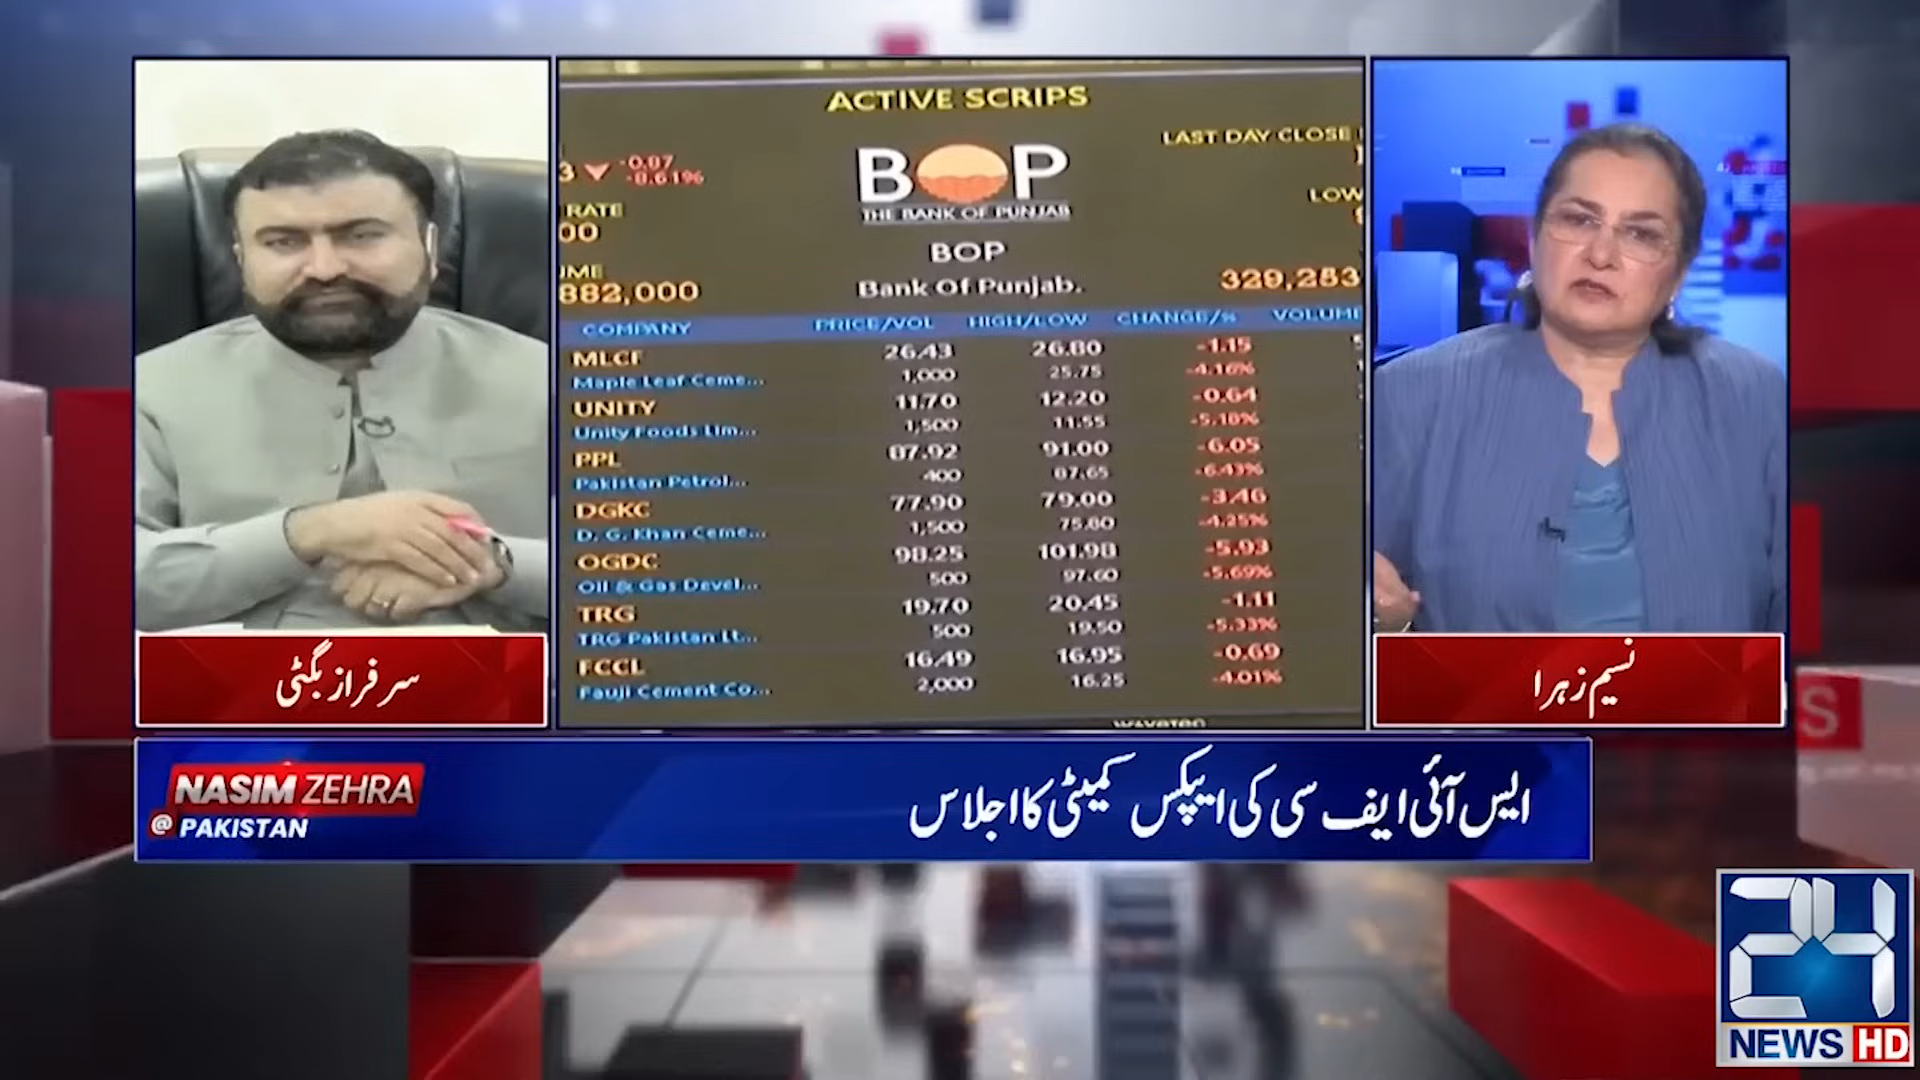 ACTIVE SCRIPS
LAST DAY CLOSE
-0.87
-8.61%
BOP
THE BANK OF PUNJAB
RATE
LOW
00
BOP
882,000
Bank Of Punjab.
329,283
COMPANY PRICE/VOL HIGH/LOW CHANGE/% VOLUME
MLCF 26.43 26.80 -1.15
Maple Leaf Ceme... 1,000 25.75 -4.16%
UNITY 11.70 12.20 -0.64
Unity Foods Lim... 1,500 11.55 -5.18%
PPL 87.92 91.00 -6.05
Pakistan Petrol... 400 87.65 -6.43%
DGKC 77.90 79.00 -3.46
D. G. Khan Ceme... 1,500 75.80 -4.25%
OGDC 98.25 101.98 -5.93
Oil & Gas Devel... 500 97.60 -5.69%
TRG 19.70 20.45 -1.11
TRG Pakistan Lt... 500 19.50 -5.33%
FCCL 16.49 16.95 -0.69
Fauji Cement Co... 2,000 16.25 -4.01%
سرفراز بگٹی
نسیم زہرا
NASIM ZEHRA
@ PAKISTAN
ایس آئی ایف سی کی ایپکس کمیٹی کا اجلاس
24
NEWS HD